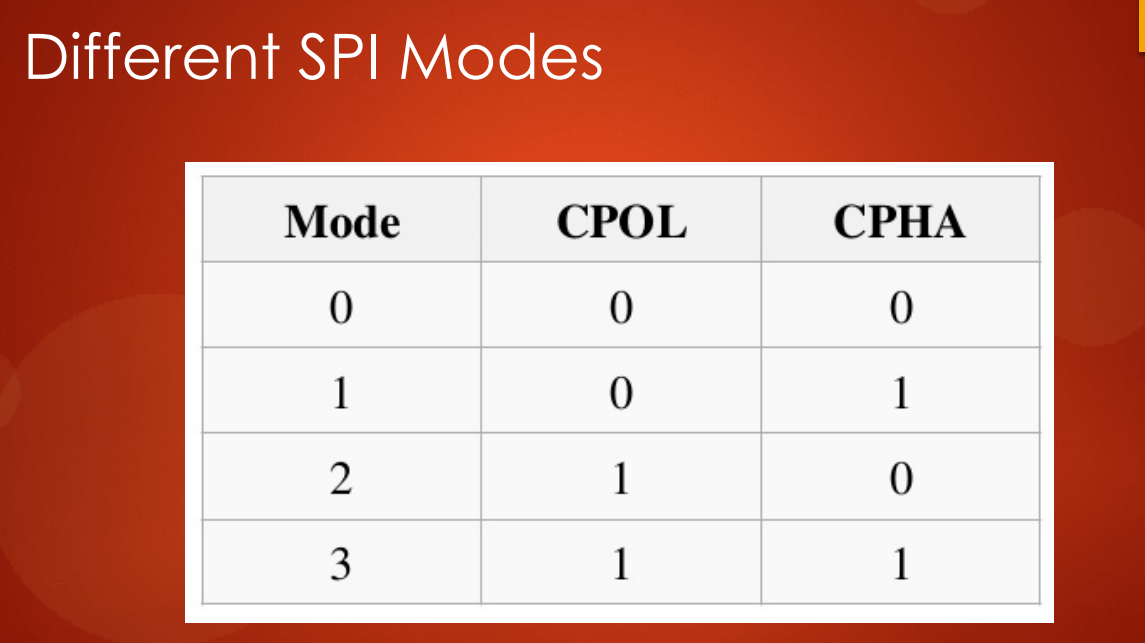 Different SPI Modes
Mode CPOL CPHA
0 0 0
1 0 1
2 1 0
3 1 1